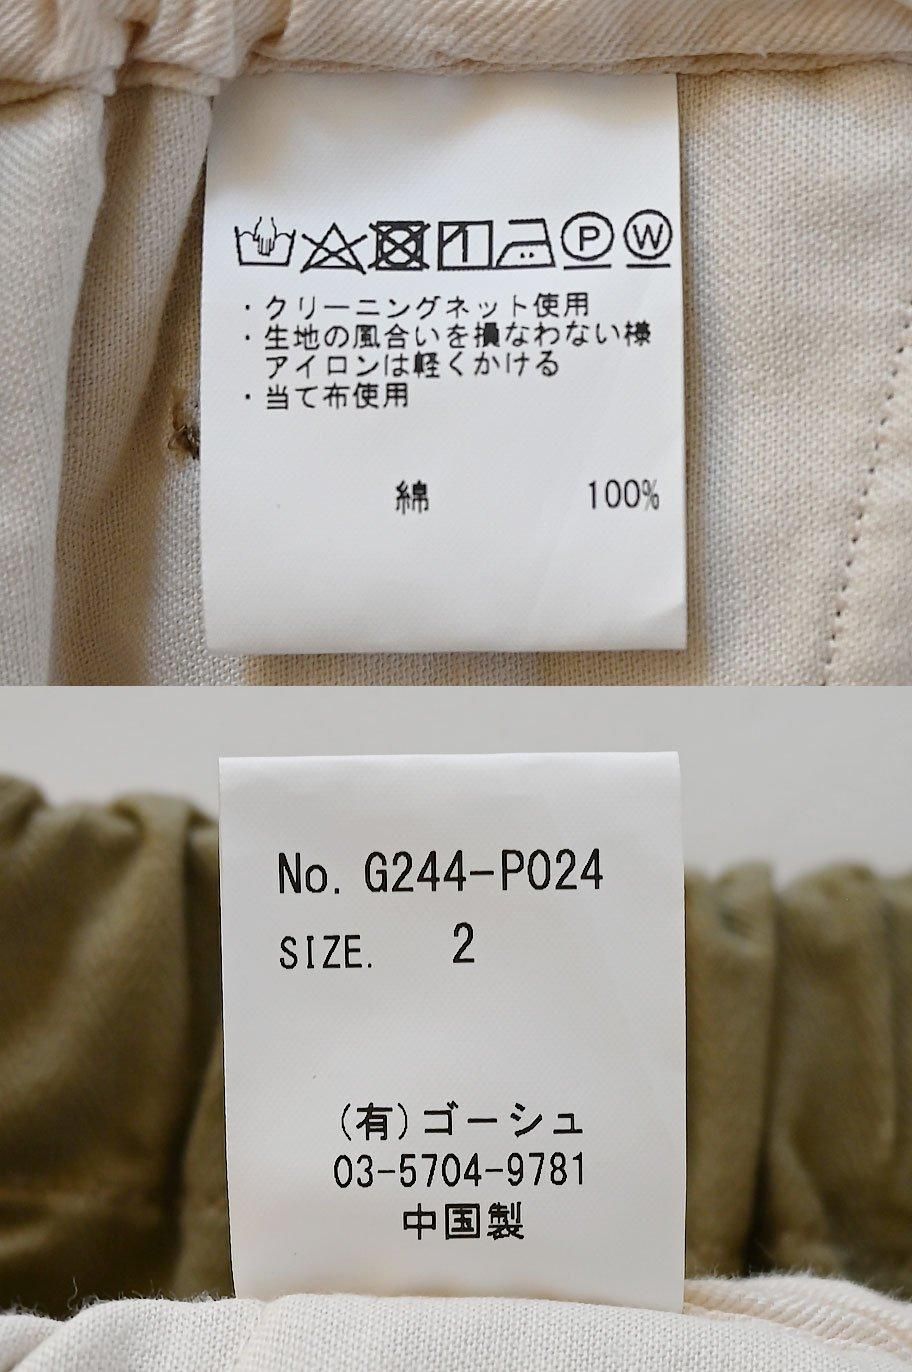 P W
・クリーニングネット使用
・生地の風合いを損なわない様
アイロンは軽くかける
・当て布使用
綿 100%
No. G244-P024
SIZE. 2
(有)ゴーシュ
03-5704-9781
中国製